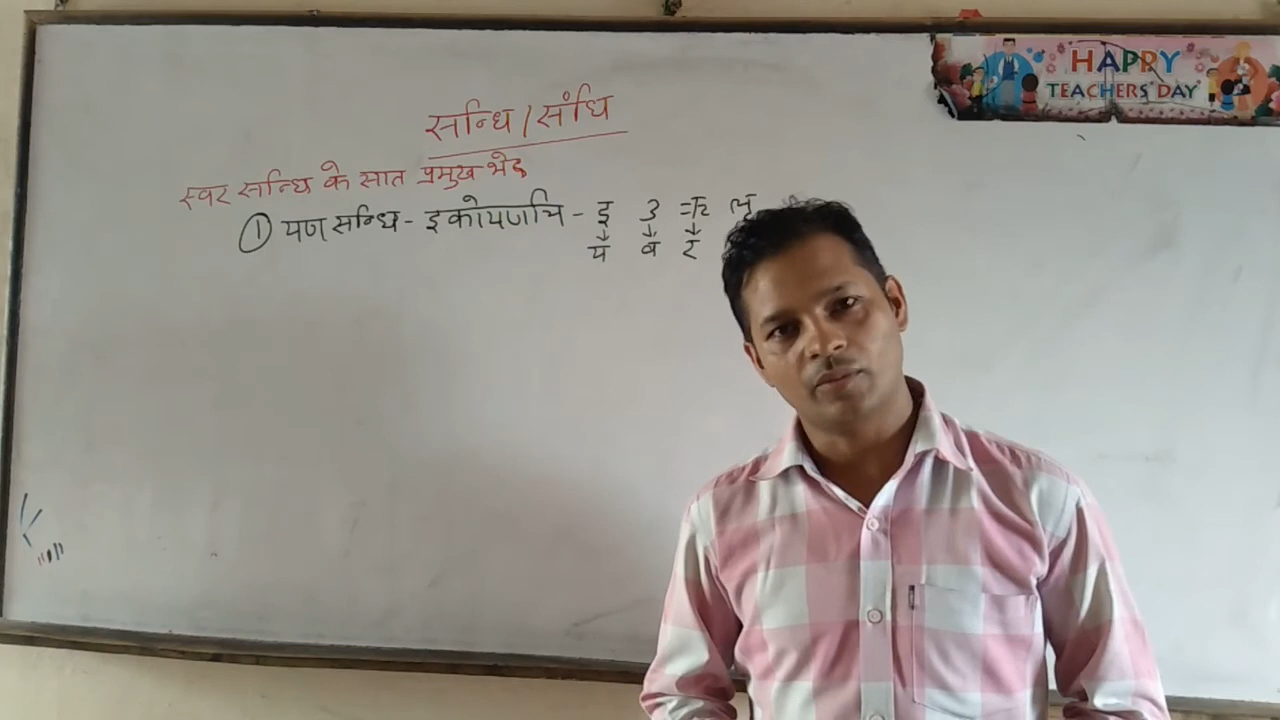 HAPPY
TEACHERS DAY
सन्धि / संधि
स्वर सन्धि के सात प्रमुख भेद
① यण सन्धि - इकोयणचि - इ उ ऋ लृ
↓ ↓ ↓
य व र